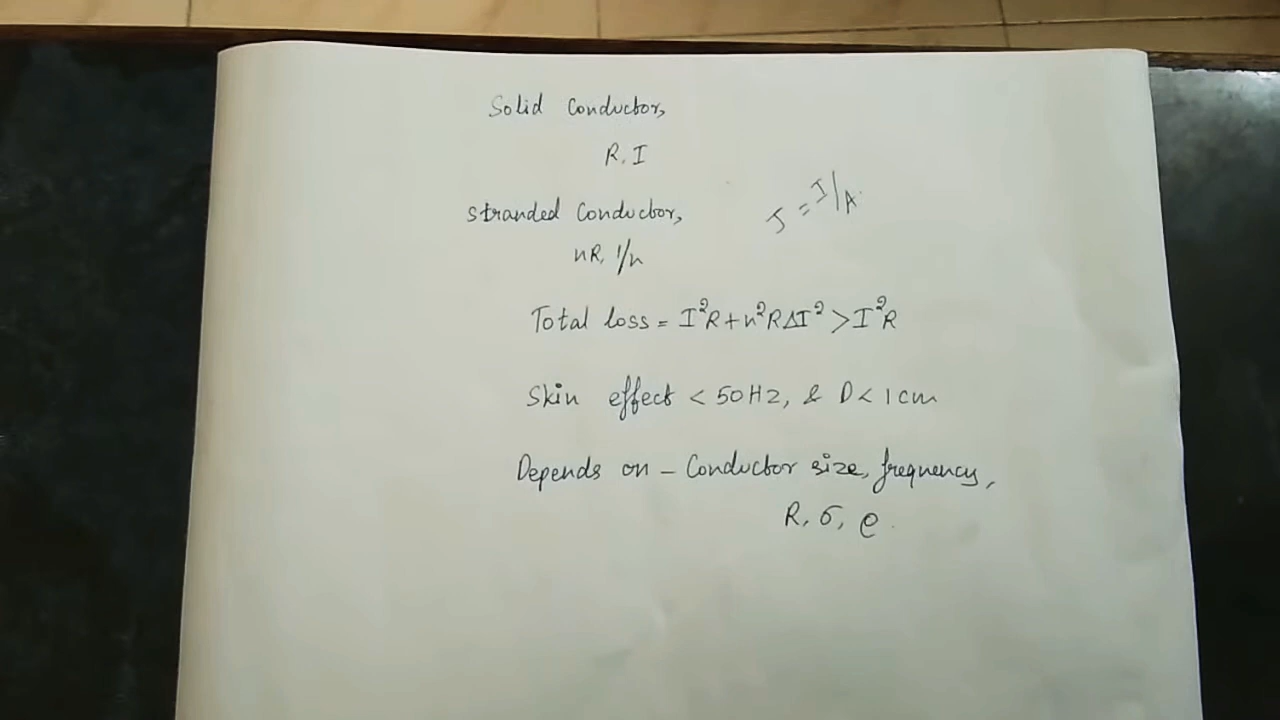 Solid Conductor,
R, I
Stranded Conductor,
J = I/A
nR, 1/n
Total loss = I²R + n²RΔI² > I²R
Skin effect < 50Hz, & D < 1cm
Depends on - Conductor size, frequency,
R, σ, ρ.